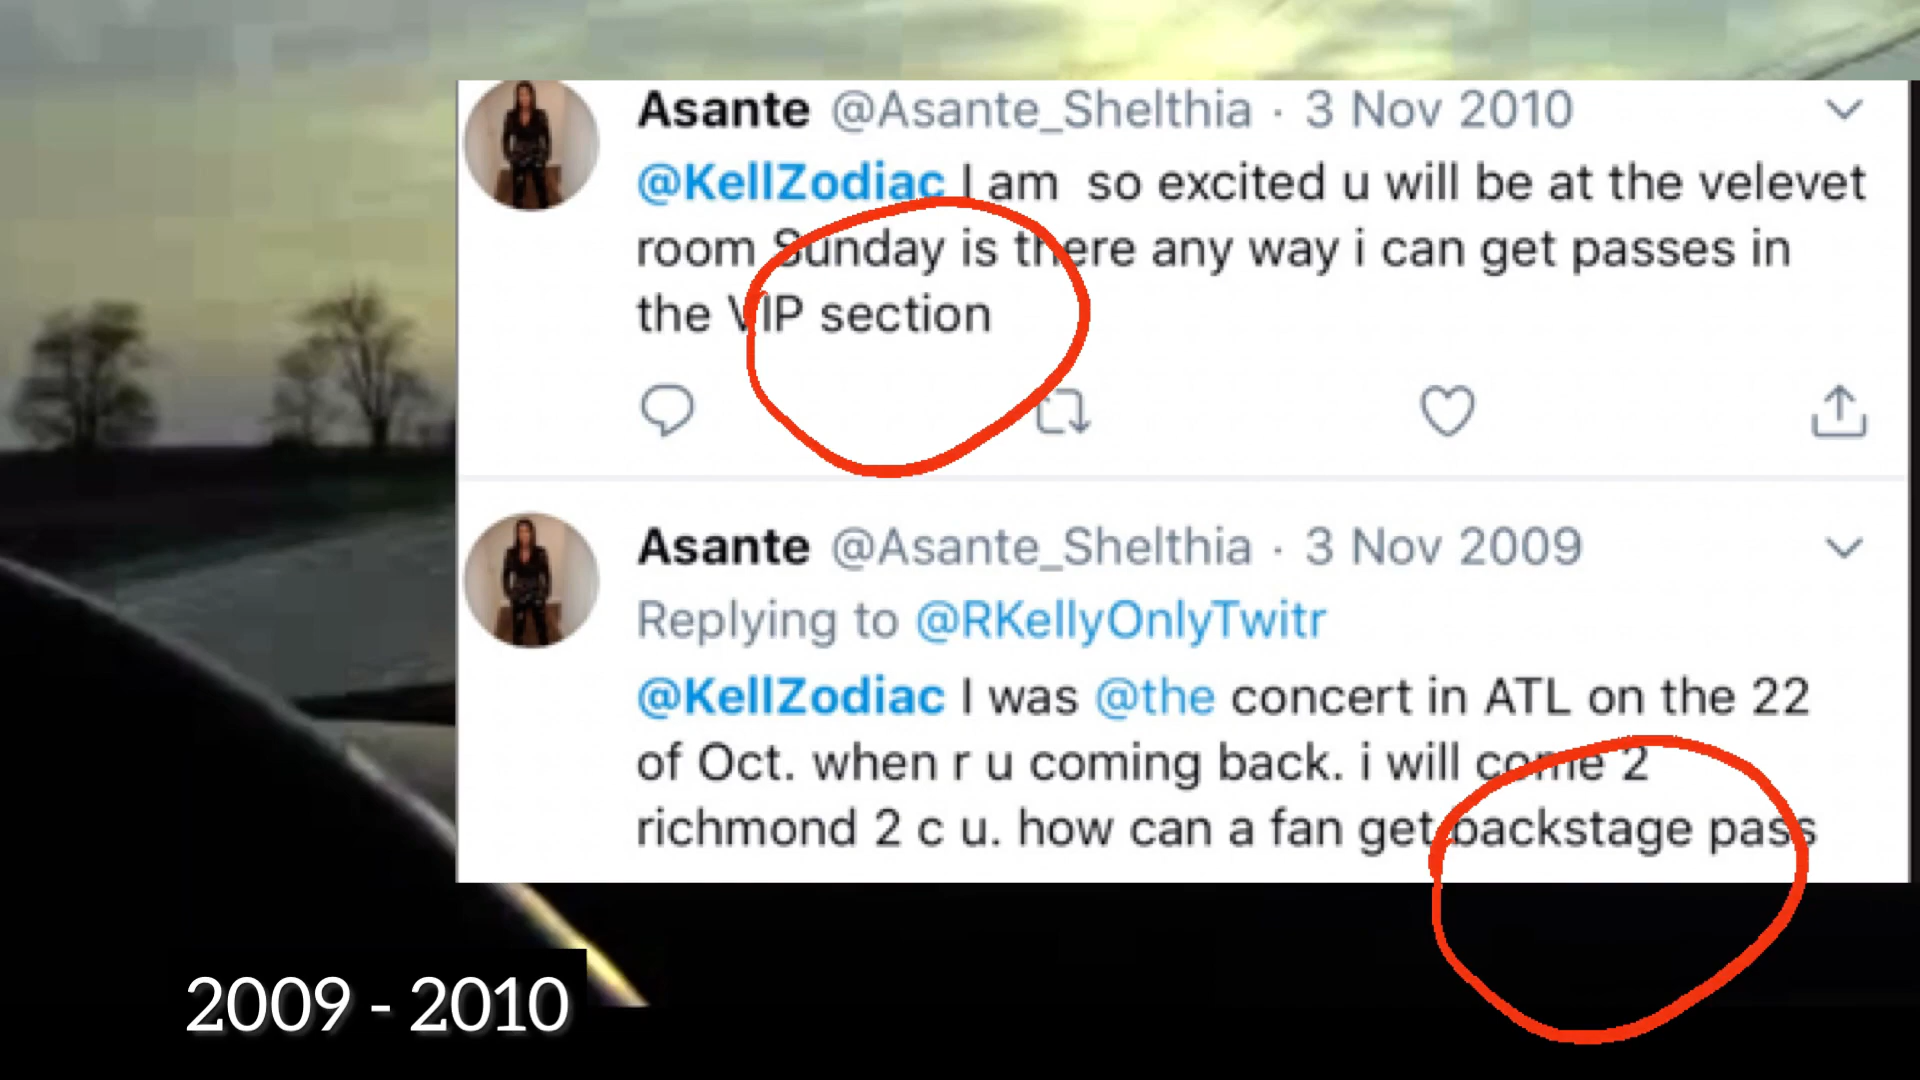 Asante @Asante_Shelthia · 3 Nov 2010
@KellZodiac I am so excited u will be at the velevet
room Sunday is there any way i can get passes in
the VIP section
Asante @Asante_Shelthia · 3 Nov 2009
Replying to @RKellyOnlyTwitr
@KellZodiac I was @the concert in ATL on the 22
of Oct. when r u coming back. i will come 2
richmond 2 c u. how can a fan get backstage pass
2009 - 2010